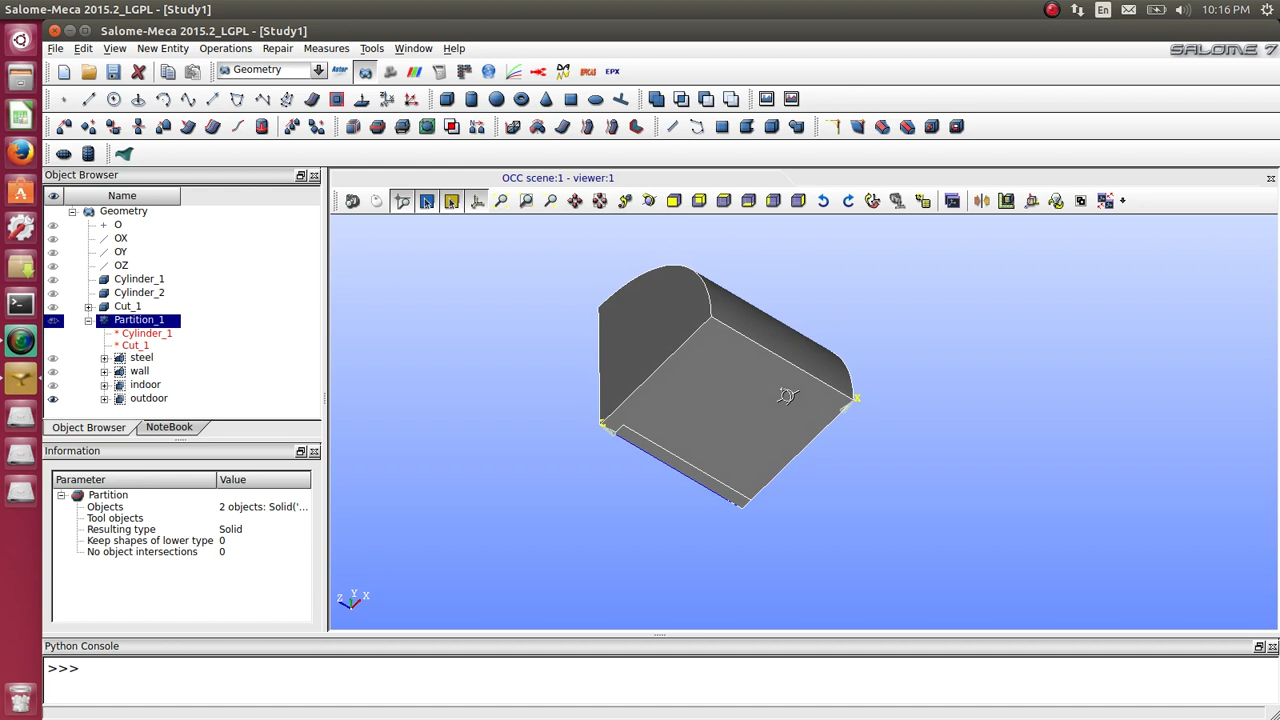 Salome-Meca 2015.2_LGPL - [Study1]
En
10:16 PM
Salome-Meca 2015.2_LGPL - [Study1]
File Edit View New Entity Operations Repair Measures Tools Window Help
SALOME 7
Geometry
Aster
EFICAS
EPX
Object Browser
OCC scene:1 - viewer:1
Name
Geometry
O
OX
OY
OZ
Cylinder_1
Cylinder_2
Cut_1
Partition_1
* Cylinder_1
* Cut_1
steel
wall
indoor
outdoor
Object Browser NoteBook
Information
Parameter Value
Partition
Objects 2 objects: Solid('...
Tool objects
Resulting type Solid
Keep shapes of lower type 0
No object intersections 0
X
Z Y X
Python Console
>>>